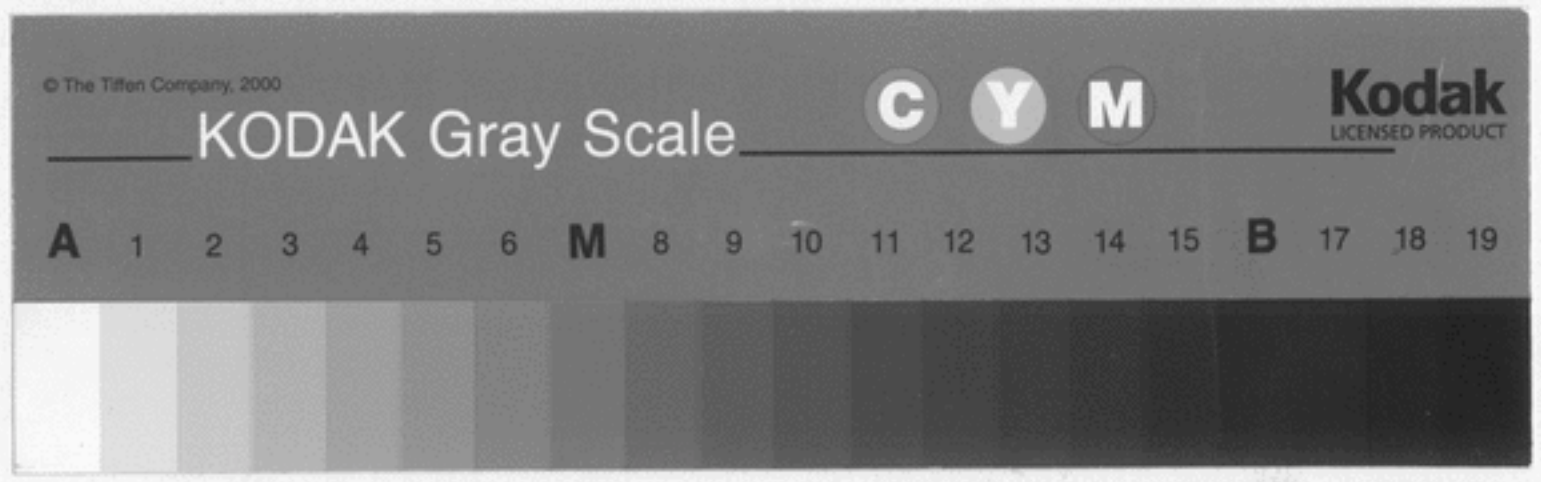 © The Tiffen Company, 2000
KODAK Gray Scale
C Y M
Kodak
LICENSED PRODUCT
A 1 2 3 4 5 6 M 8 9 10 11 12 13 14 15 B 17 18 19